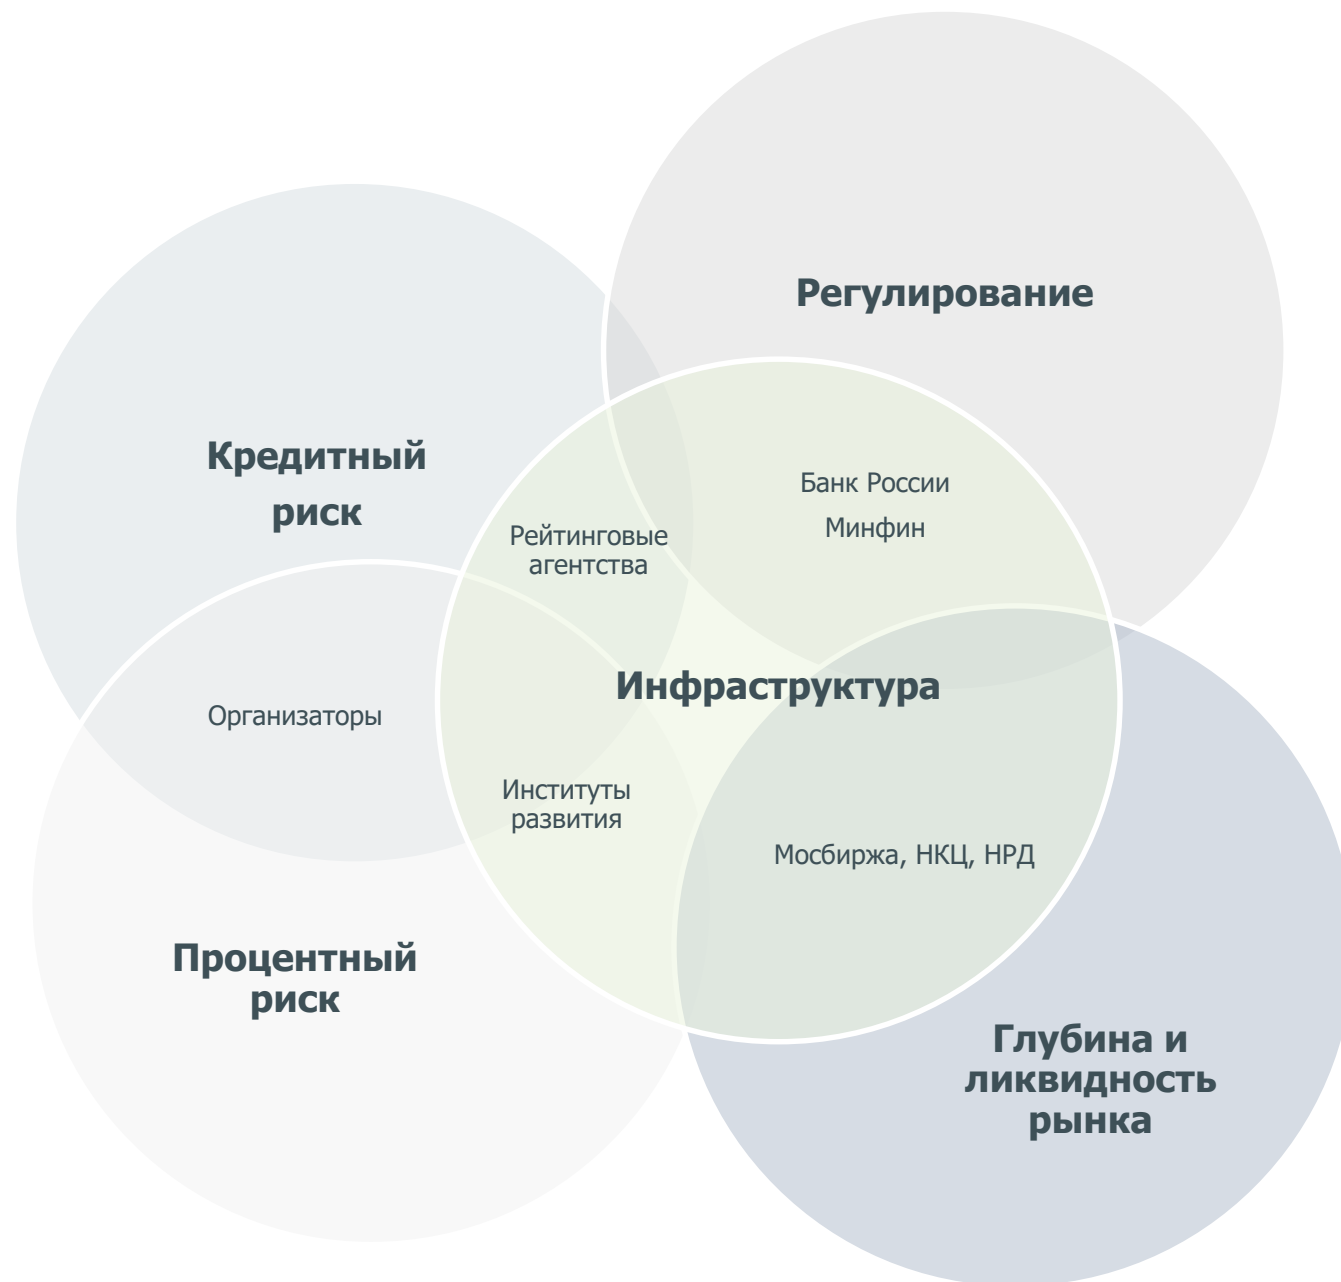 Регулирование
Кредитный
риск
Банк России
Минфин
Рейтинговые
агентства
Инфраструктура
Организаторы
Институты
развития
Мосбиржа, НКЦ, НРД
Процентный
риск
Глубина и
ликвидность
рынка